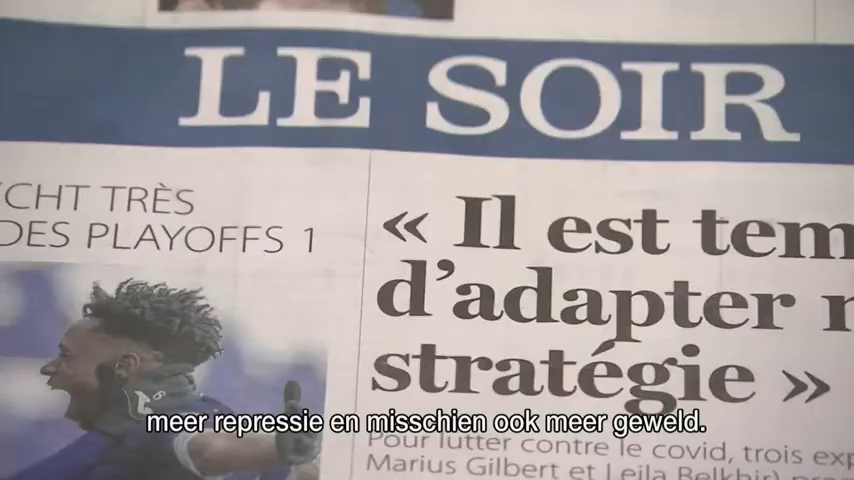 LE SOIR
CHT TRÈS
DES PLAYOFFS 1
« Il est tem
d'adapter
stratégie »
Pour lutter contre le covid, trois exp
Marius Gilbert et Leïla Belkhir)
meer repressie en misschien ook meer geweld.